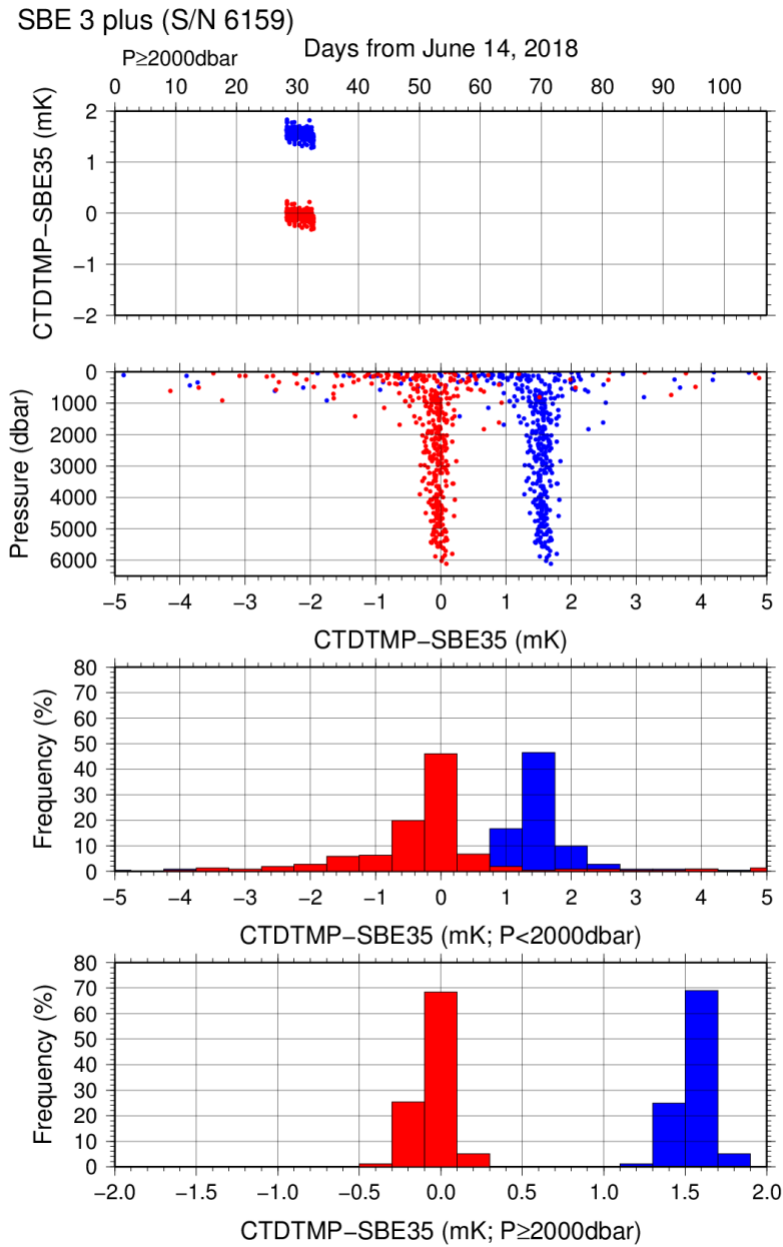 SBE 3 plus (S/N 6159)
P≥2000dbar Days from June 14, 2018
0 10 20 30 40 50 60 70 80 90 100
CTDTMP−SBE35 (mK)
2
1
0
−1
−2
Pressure (dbar)
0
1000
2000
3000
4000
5000
6000
−5 −4 −3 −2 −1 0 1 2 3 4 5
CTDTMP−SBE35 (mK)
Frequency (%)
80
70
60
50
40
30
20
10
0
−5 −4 −3 −2 −1 0 1 2 3 4 5
CTDTMP−SBE35 (mK; P<2000dbar)
Frequency (%)
80
70
60
50
40
30
20
10
0
−2.0 −1.5 −1.0 −0.5 0.0 0.5 1.0 1.5 2.0
CTDTMP−SBE35 (mK; P≥2000dbar)